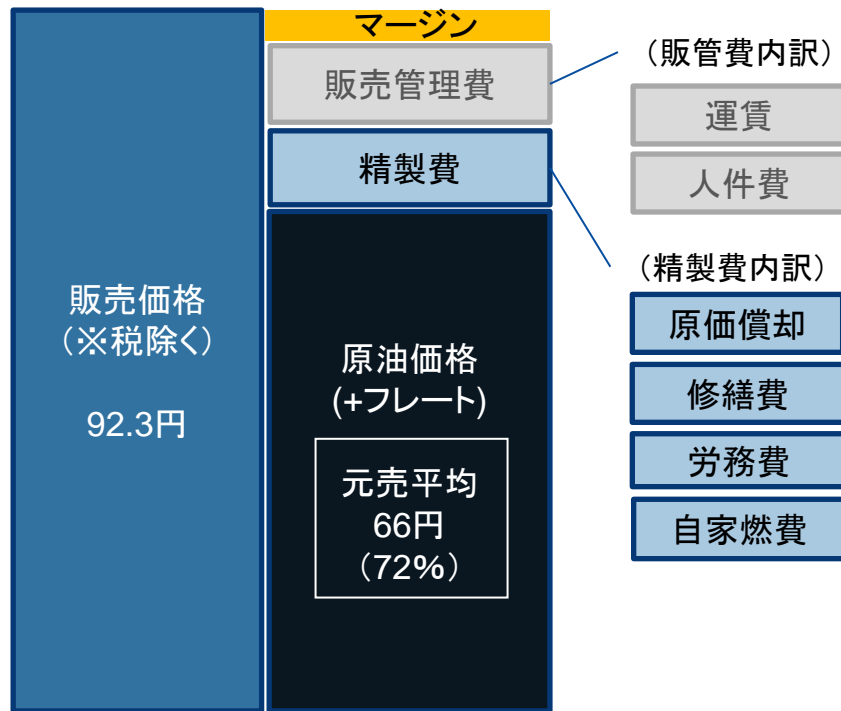 販売価格
（※税除く）
92.3円
マージン
販売管理費
精製費
原油価格
(+フレート)
元売平均
66円
（72%）
（販管費内訳）
運賃
人件費
（精製費内訳）
原価償却
修繕費
労務費
自家燃費